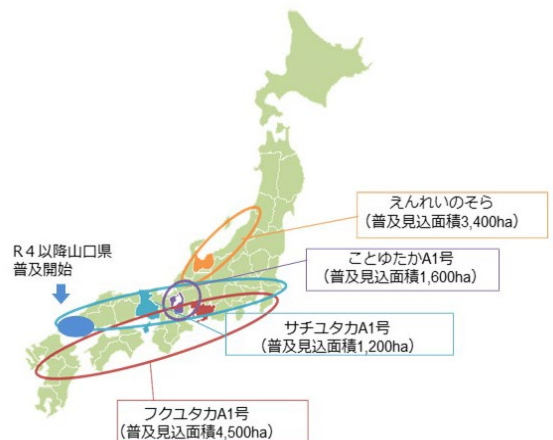 えんれいのそら
(普及見込面積3,400ha)
R４以降山口県
普及開始
ことゆたかA1号
(普及見込面積1,600ha)
サチユタカA1号
(普及見込面積1,200ha)
フクユタカA1号
(普及見込面積4,500ha)